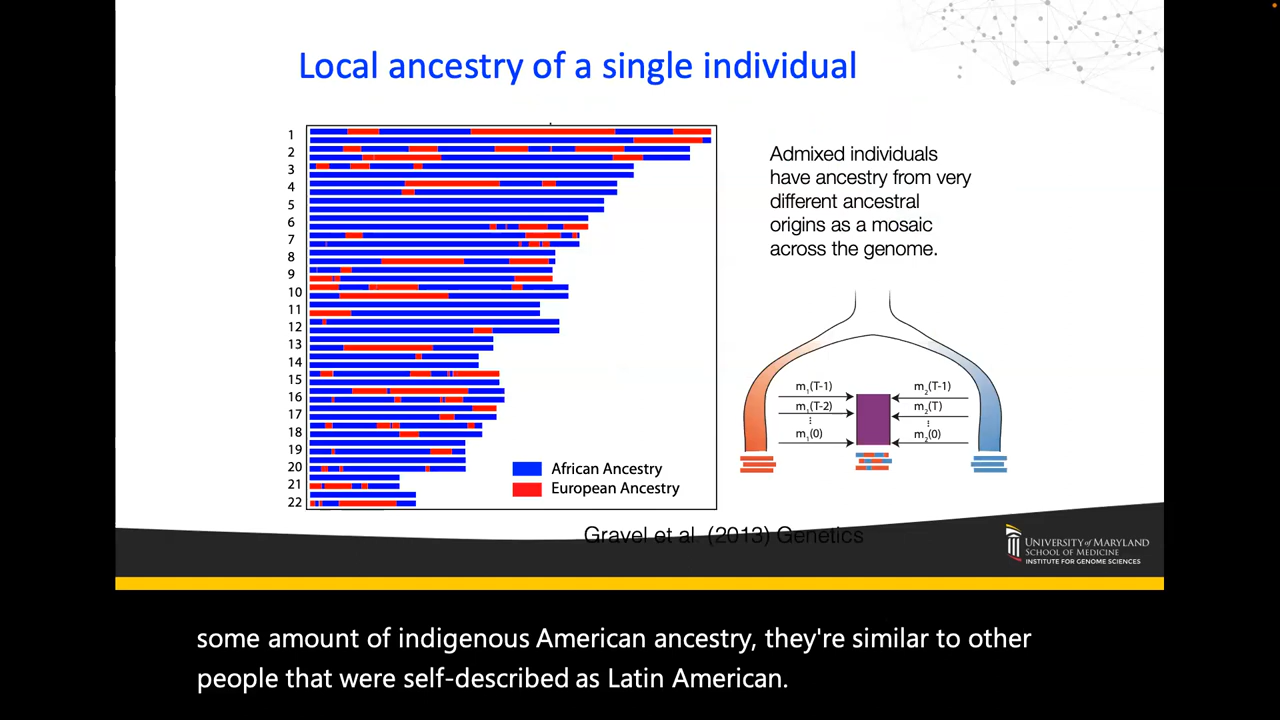 Local ancestry of a single individual
1
2
3
4
5
6
7
8
9
10
11
12
13
14
15
16
17
18
19
20
21
22
African Ancestry
European Ancestry
Admixed individuals
have ancestry from very
different ancestral
origins as a mosaic
across the genome.
m1(T-1) m2(T-1)
m1(T-2) m2(T)
⋮ ⋮
m1(0) m2(0)
Gravel et al (2013) Genetics
UNIVERSITY of MARYLAND
SCHOOL OF MEDICINE
INSTITUTE FOR GENOME SCIENCES
some amount of indigenous American ancestry, they're similar to other
people that were self-described as Latin American.